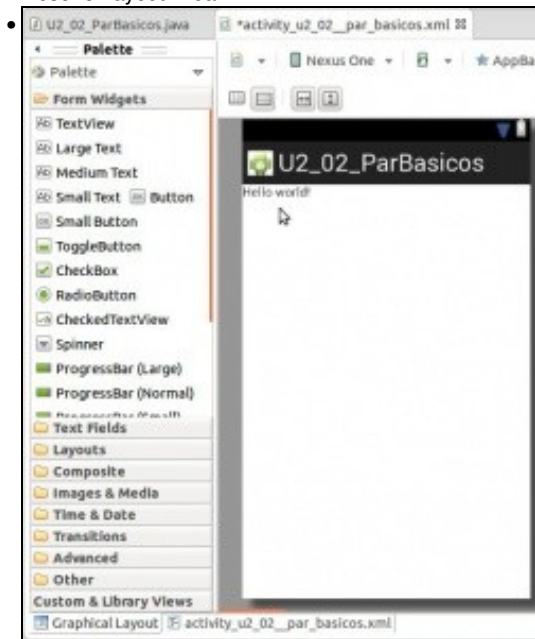 U2_02_ParBasicos.java
*activity_u2_02__par_basicos.xml
Palette
Palette
Nexus One
AppBa
Form Widgets
TextView
Large Text
Medium Text
Small Text Button
Small Button
ToggleButton
CheckBox
RadioButton
CheckedTextView
Spinner
ProgressBar (Large)
ProgressBar (Normal)
Text Fields
Layouts
Composite
Images & Media
Time & Date
Transitions
Advanced
Other
Custom & Library Views
Graphical Layout
activity_u2_02__par_basicos.xml
U2_02_ParBasicos
Hello world!